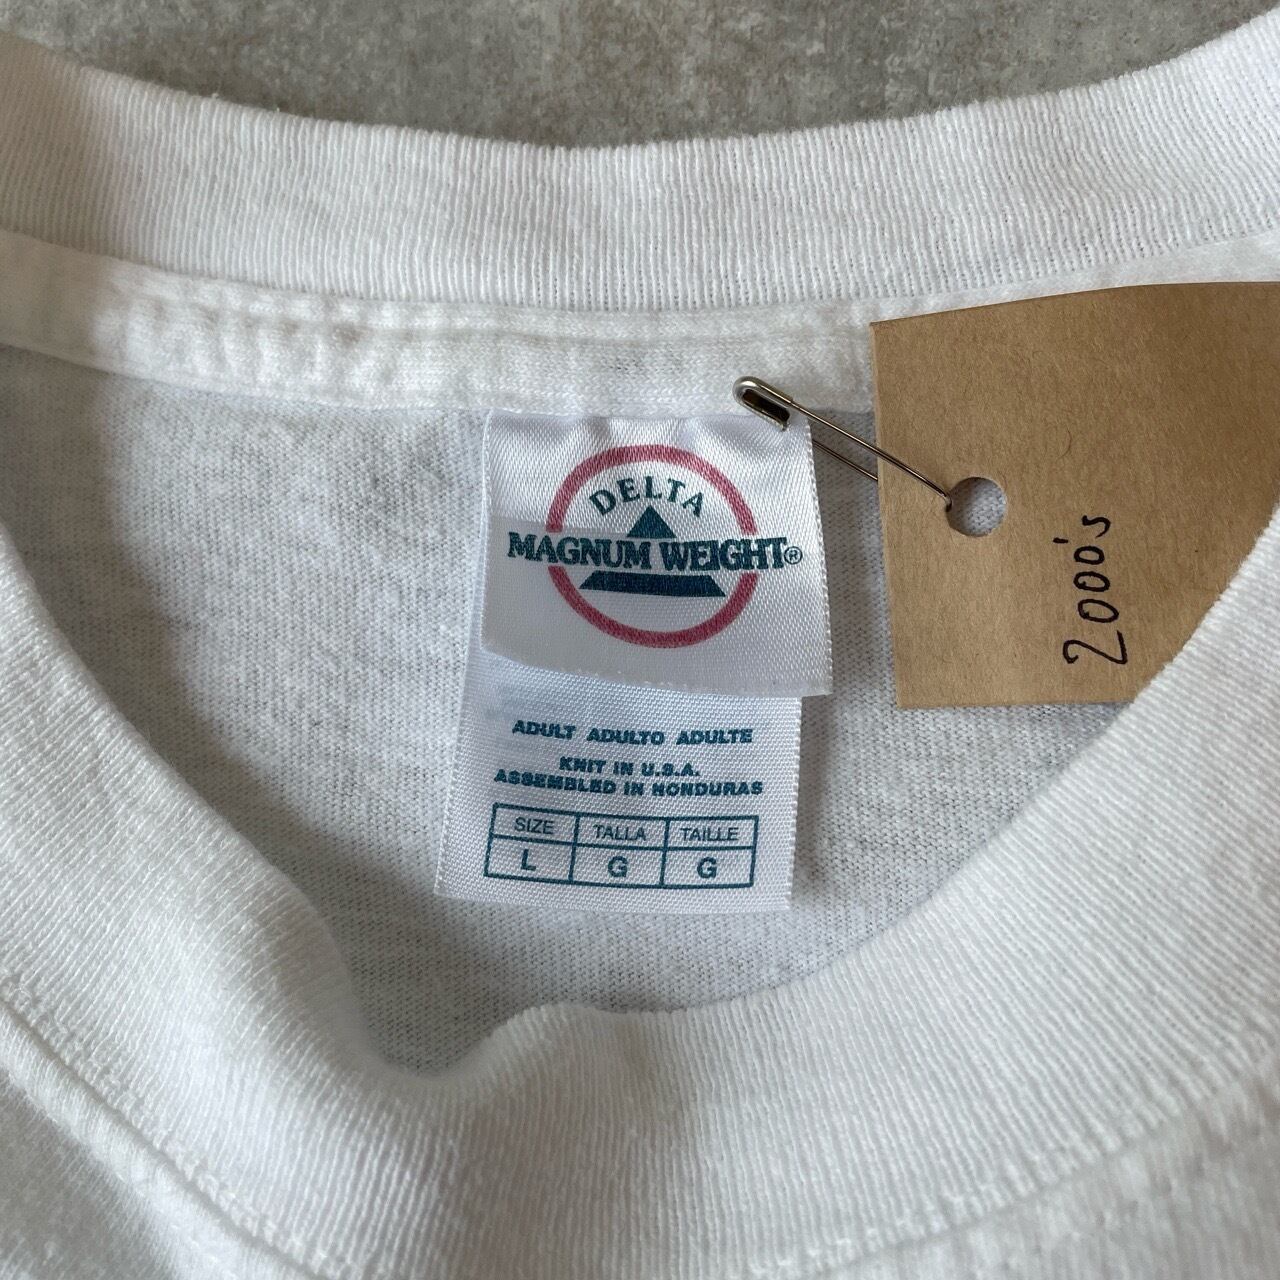 DELTA
MAGNUM WEIGHT®
ADULT ADULTO ADULTE
KNIT IN U.S.A.
ASSEMBLED IN HONDURAS
SIZE TALLA TAILLE
L G G
2000's